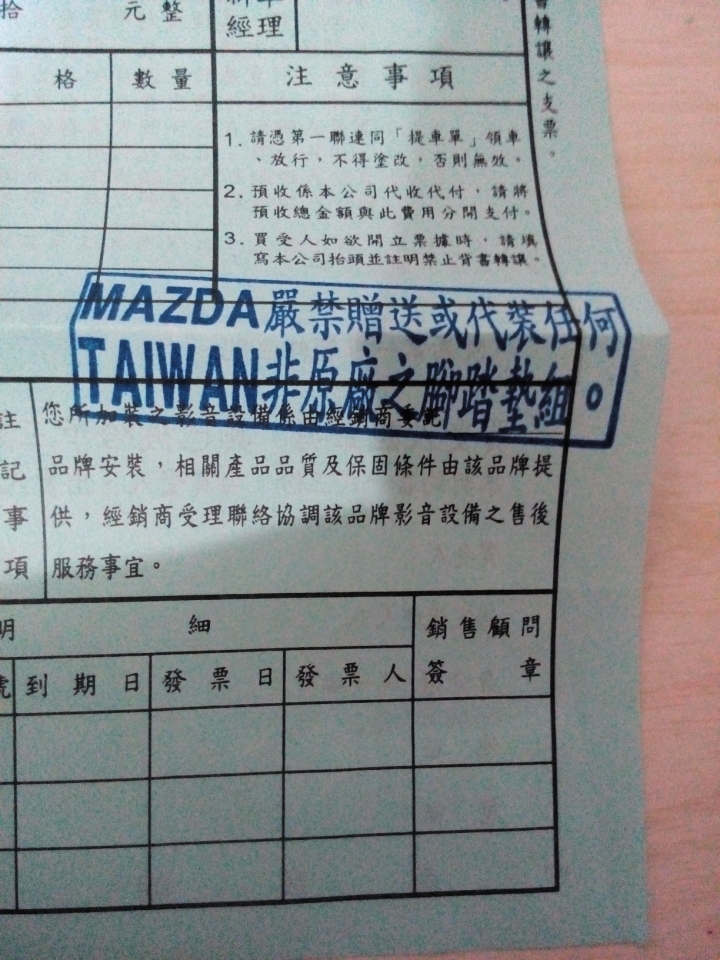 拾 元整
經理
書轉讓之支票。
格 數量 注意事項
1. 請憑第一聯連同「提車單」領車
、放行，不得塗改，否則無效。
2. 預收係本公司代收代付，請將
預收總金額與此費用分開支付。
3. 買受人如欲開立票據時，請填
寫本公司抬頭並註明禁止背書轉讓。
MAZDA嚴禁贈送或代裝任何
TAIWAN非原廠之腳踏墊組。
註記事項
您所加裝之影音設備係由經銷商委託
品牌安裝，相關產品品質及保固條件由該品牌提
供，經銷商受理聯絡協調該品牌影音設備之售後
服務事宜。
明細
銷售顧問
簽章
號 到期日 發票日 發票人